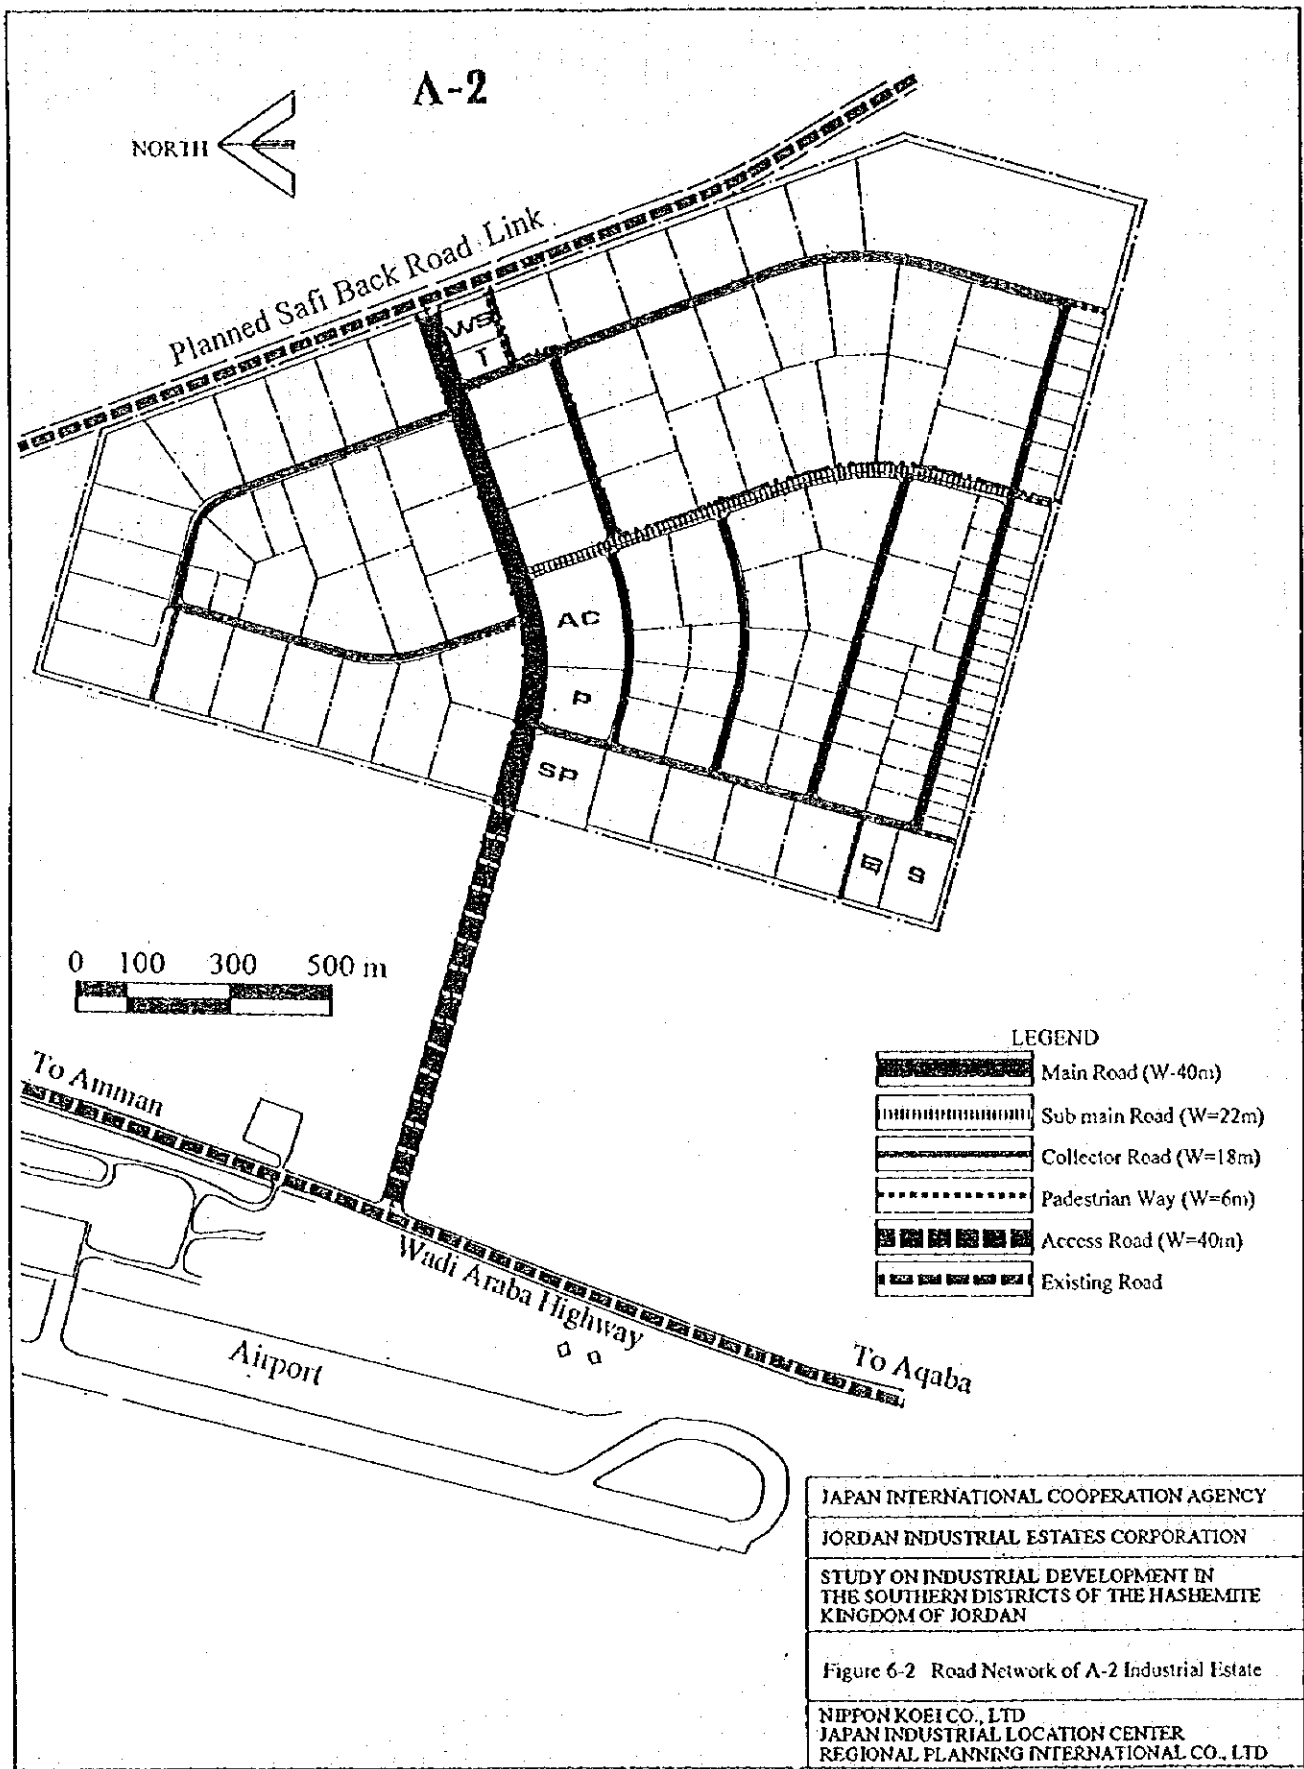 A-2
NORTH
Planned Safi Back Road Link
WS
T
AC
P
SP
S
0 100 300 500 m
To Amman
Wadi Araba Highway
Airport
To Aqaba
LEGEND
Main Road (W-40m)
Sub main Road (W=22m)
Collector Road (W=18m)
Padestrian Way (W=6m)
Access Road (W=40m)
Existing Road
JAPAN INTERNATIONAL COOPERATION AGENCY
JORDAN INDUSTRIAL ESTATES CORPORATION
STUDY ON INDUSTRIAL DEVELOPMENT IN
THE SOUTHERN DISTRICTS OF THE HASHEMITE
KINGDOM OF JORDAN
Figure 6-2 Road Network of A-2 Industrial Estate
NIPPON KOEI CO., LTD
JAPAN INDUSTRIAL LOCATION CENTER
REGIONAL PLANNING INTERNATIONAL CO., LTD